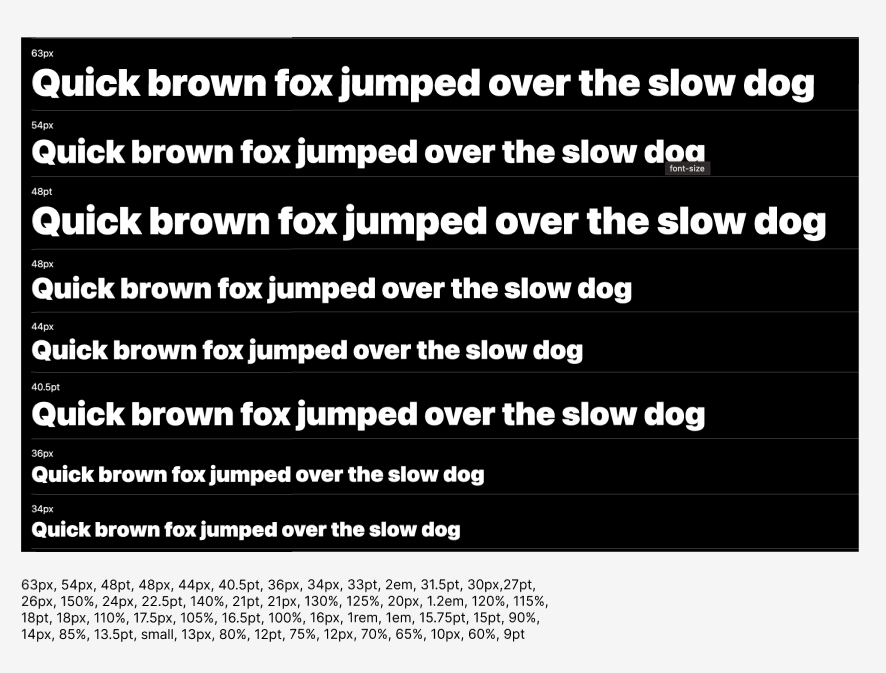 63px
Quick brown fox jumped over the slow dog
54px
Quick brown fox jumped over the slow dog
font-size
48pt
Quick brown fox jumped over the slow dog
48px
Quick brown fox jumped over the slow dog
44px
Quick brown fox jumped over the slow dog
40.5pt
Quick brown fox jumped over the slow dog
36px
Quick brown fox jumped over the slow dog
34px
Quick brown fox jumped over the slow dog
63px, 54px, 48pt, 48px, 44px, 40.5pt, 36px, 34px, 33pt, 2em, 31.5pt, 30px,27pt,
26px, 150%, 24px, 22.5pt, 140%, 21pt, 21px, 130%, 125%, 20px, 1.2em, 120%, 115%,
18pt, 18px, 110%, 17.5px, 105%, 16.5pt, 100%, 16px, 1rem, 1em, 15.75pt, 15pt, 90%,
14px, 85%, 13.5pt, small, 13px, 80%, 12pt, 75%, 12px, 70%, 65%, 10px, 60%, 9pt